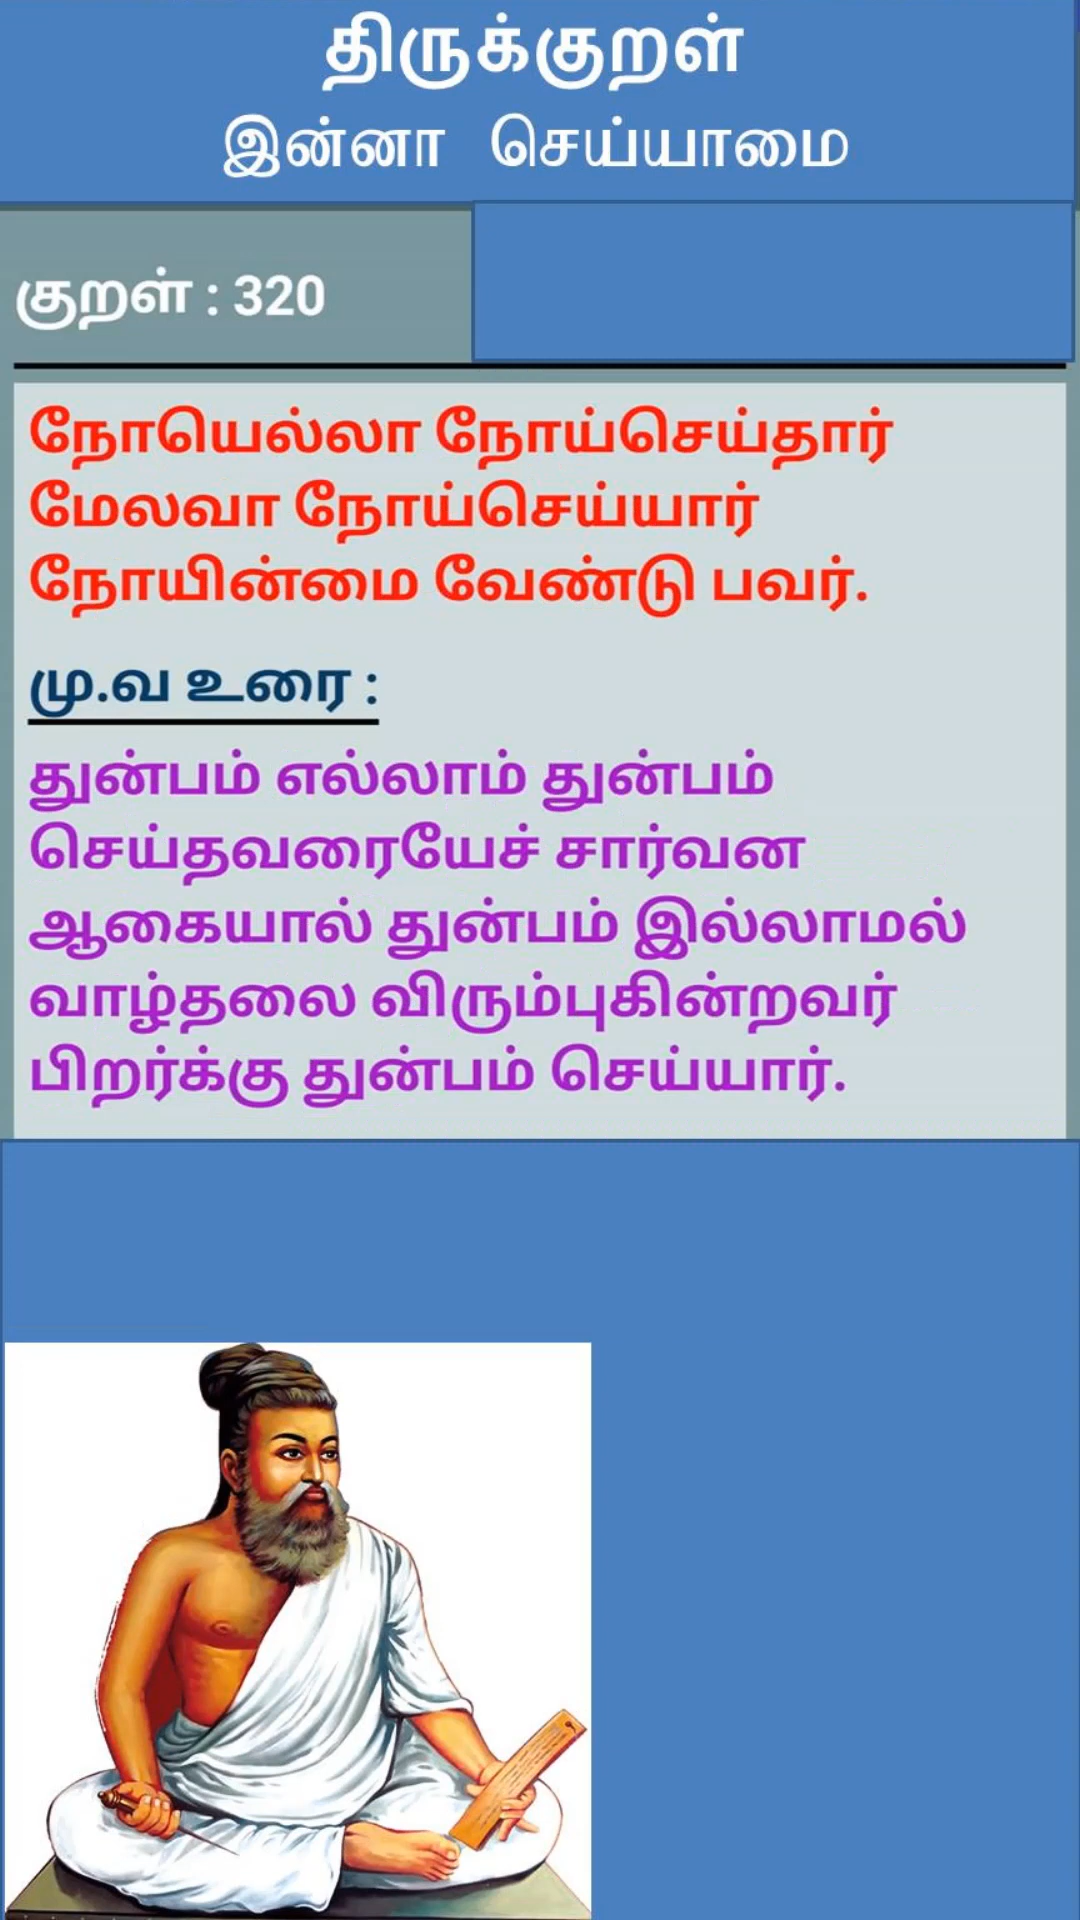 திருக்குறள்
இன்னா செய்யாமை
குறள் : 320
நோயெல்லா நோய்செய்தார்
மேலவா நோய்செய்யார்
நோயின்மை வேண்டு பவர்.
மு.வ உரை :
துன்பம் எல்லாம் துன்பம்
செய்தவரையேச் சார்வன
ஆகையால் துன்பம் இல்லாமல்
வாழ்தலை விரும்புகின்றவர்
பிறர்க்கு துன்பம் செய்யார்.